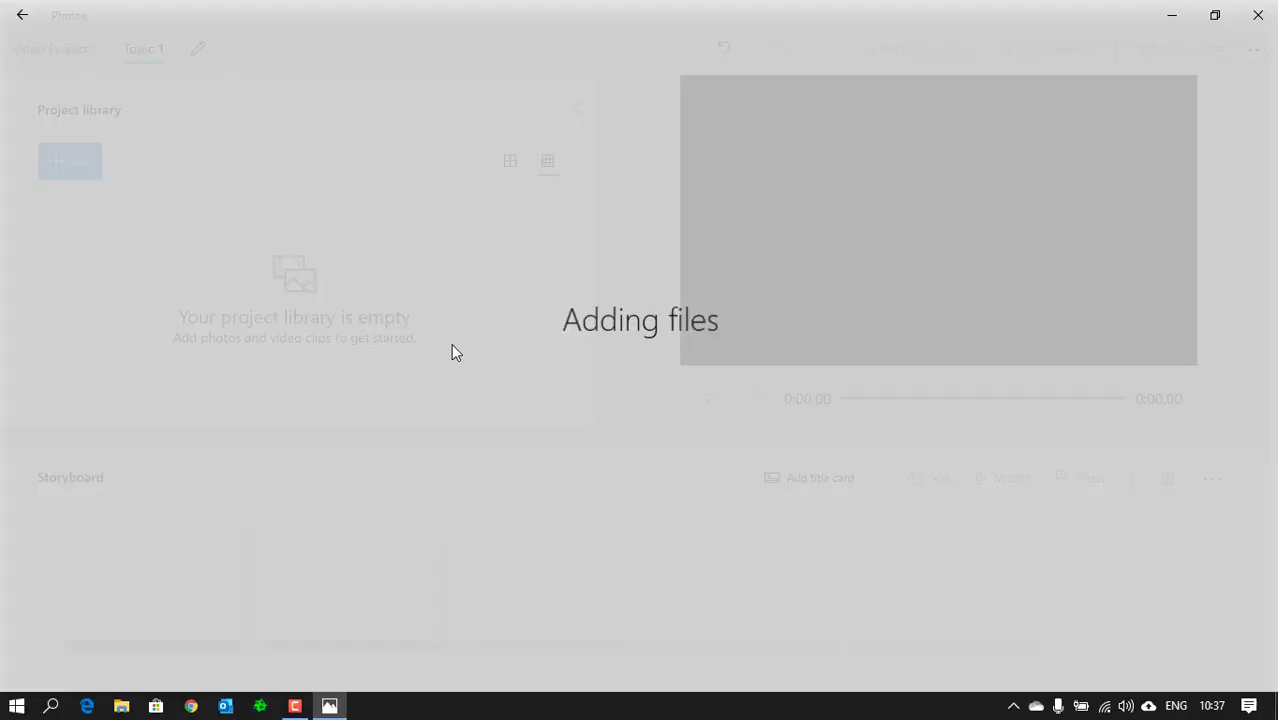 Photos
Video Projects
Topic 1
Project library
Your project library is empty
Add photos and video clips to get started.
Adding files
0:00.00
0:00.00
Storyboard
Add title card
Motion
ENG
10:37